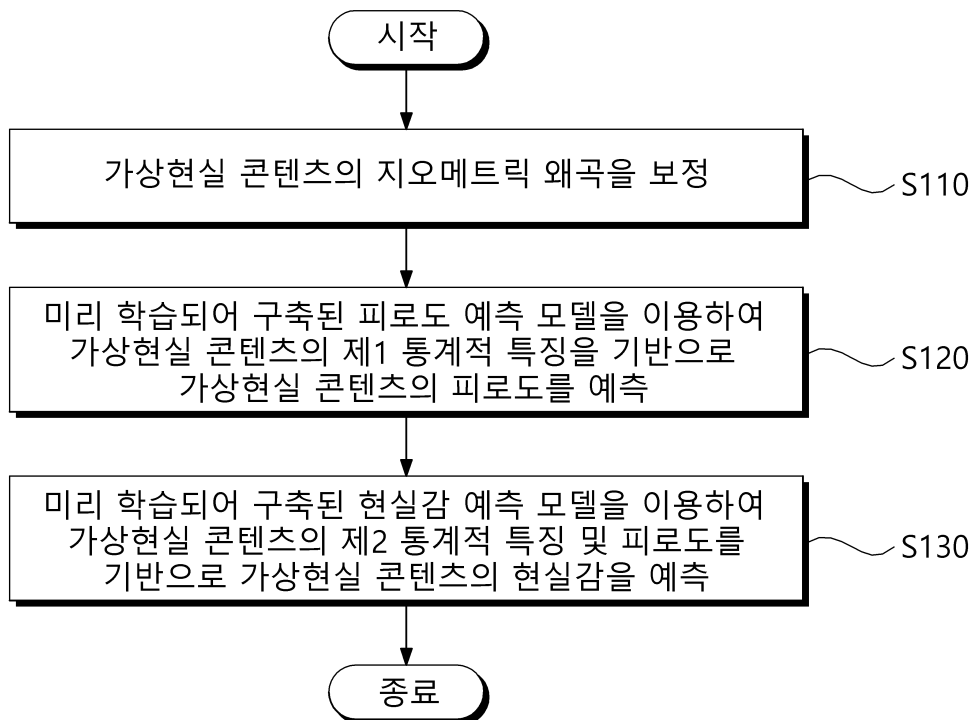 시작
가상현실 콘텐츠의 지오메트릭 왜곡을 보정
S110
미리 학습되어 구축된 피로도 예측 모델을 이용하여
가상현실 콘텐츠의 제1 통계적 특징을 기반으로
가상현실 콘텐츠의 피로도를 예측
S120
미리 학습되어 구축된 현실감 예측 모델을 이용하여
가상현실 콘텐츠의 제2 통계적 특징 및 피로도를
기반으로 가상현실 콘텐츠의 현실감을 예측
S130
종료